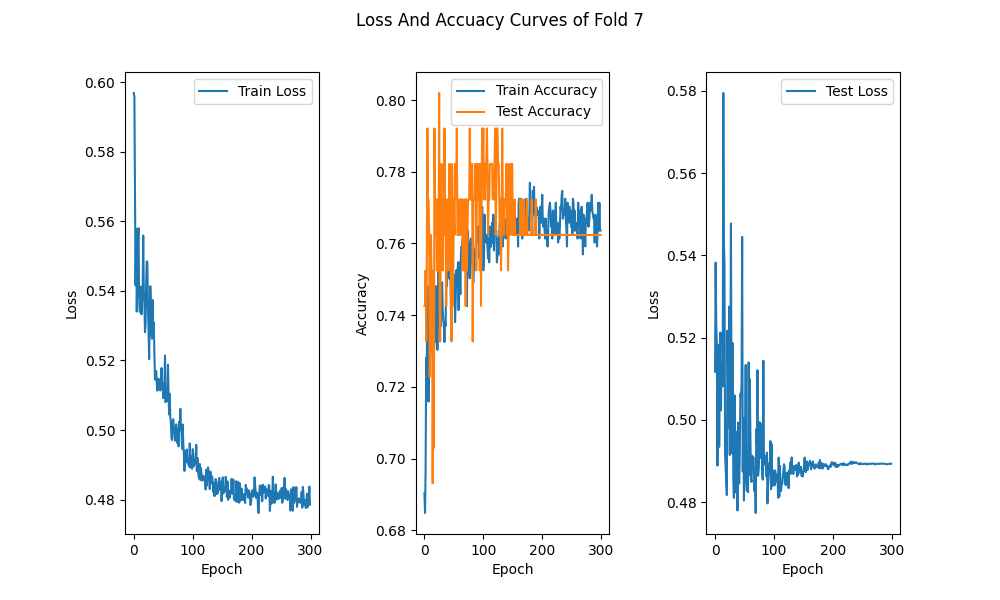 Loss And Accuacy Curves of Fold 7
Loss
0.60
0.58
0.56
0.54
0.52
0.50
0.48
Train Loss
0 100 200 300
Epoch
Accuracy
0.80
0.78
0.76
0.74
0.72
0.70
0.68
Train Accuracy
Test Accuracy
0 100 200 300
Epoch
Loss
0.58
0.56
0.54
0.52
0.50
0.48
Test Loss
0 100 200 300
Epoch